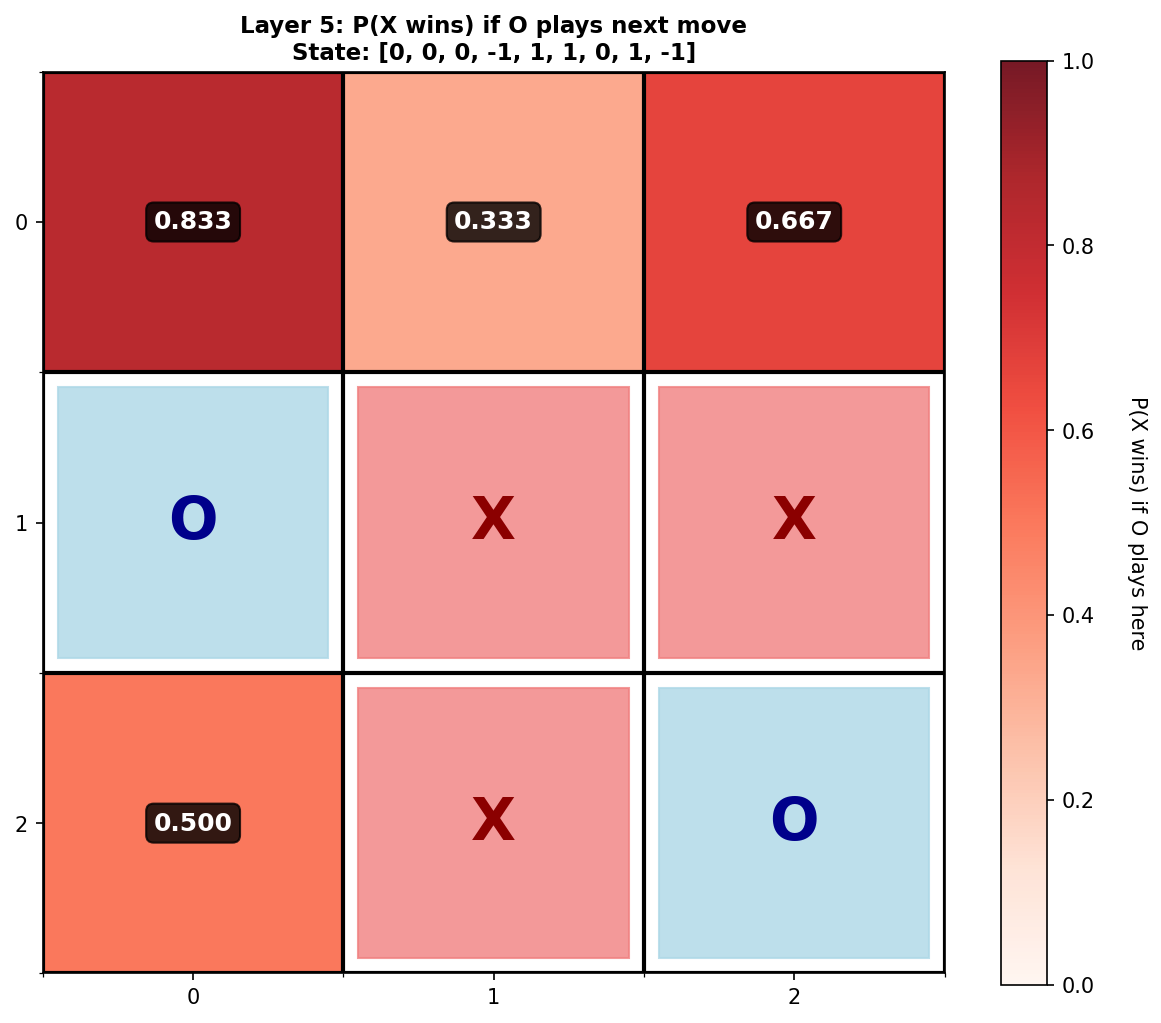 Layer 5: P(X wins) if O plays next move
State: [0, 0, 0, -1, 1, 1, 0, 1, -1]
0.833 0.333 0.667
O X X
0.500 X O
0
1
2
0 1 2
1.0
0.8
0.6
0.4
0.2
0.0
P(X wins) if O plays here